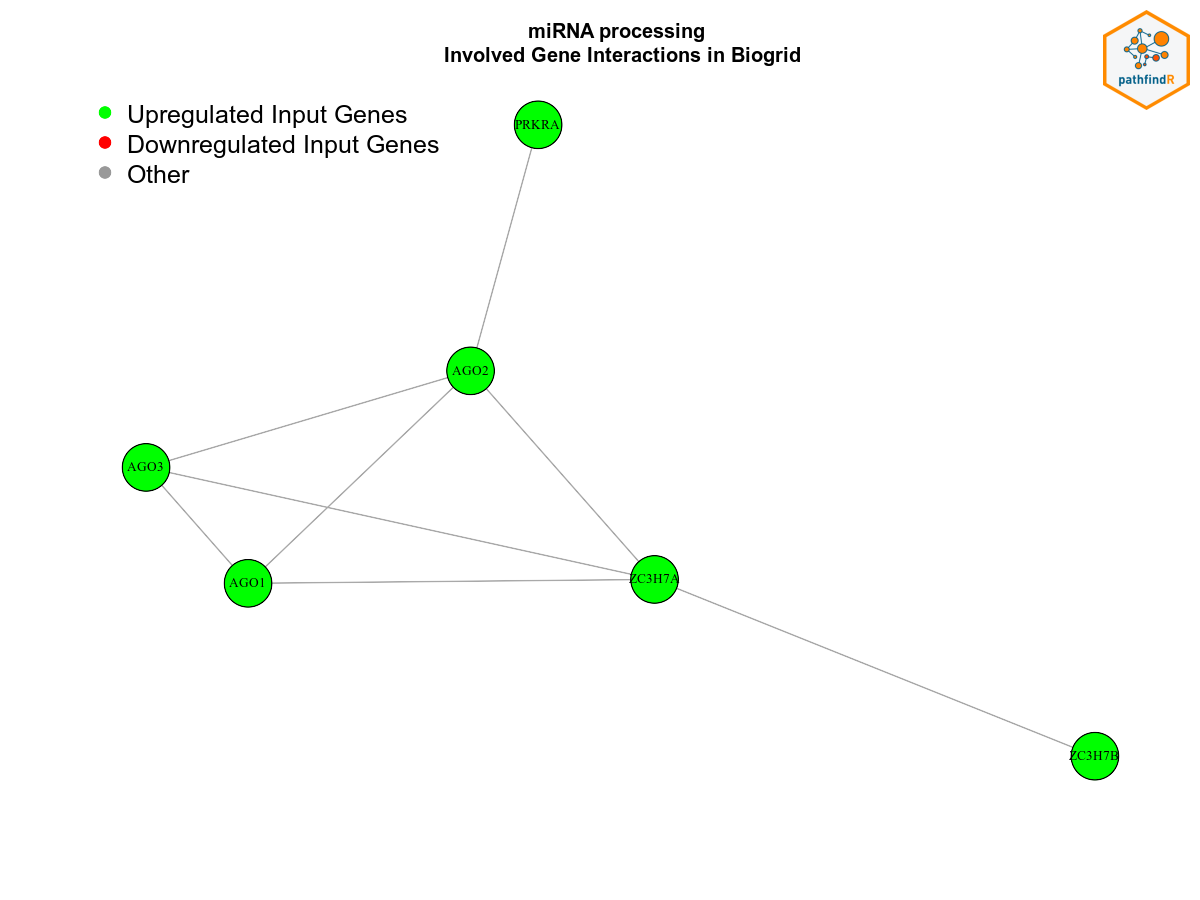 miRNA processing
Involved Gene Interactions in Biogrid
pathfindR
Upregulated Input Genes
Downregulated Input Genes
Other
PRKRA
AGO2
AGO3
AGO1
ZC3H7A
ZC3H7B